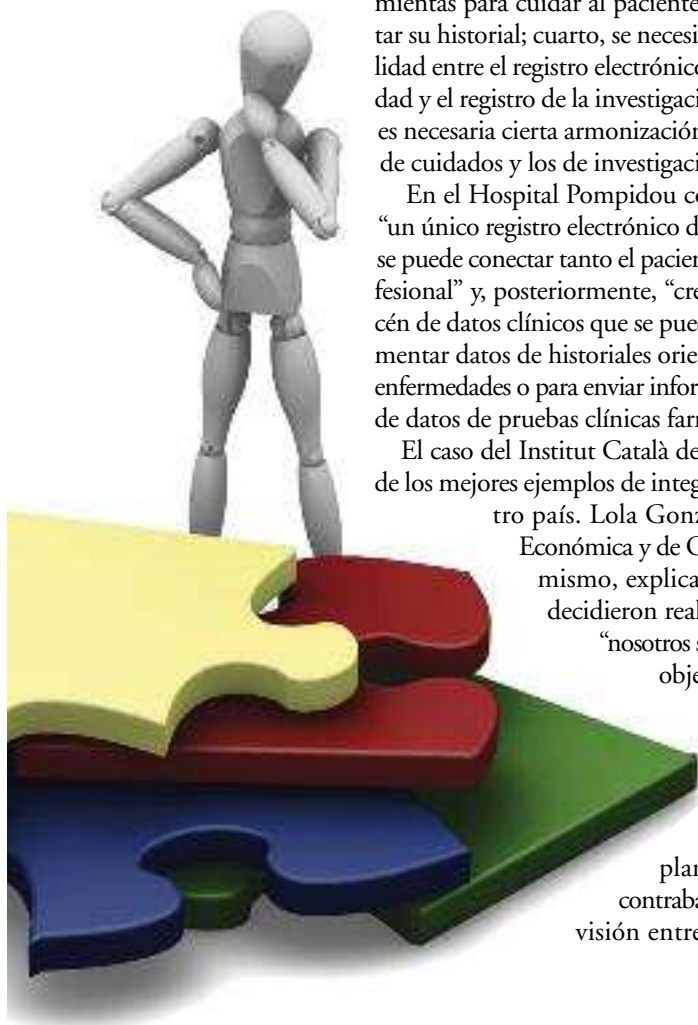 mientas para cuidar al paciente
tar su historial; cuarto, se necesi
lidad entre el registro electrónico
dad y el registro de la investigaci
es necesaria cierta armonización
de cuidados y los de investigaci
En el Hospital Pompidou co
“un único registro electrónico d
se puede conectar tanto el pacien
fesional” y, posteriormente, “cre
cén de datos clínicos que se pue
mentar datos de historiales orie
enfermedades o para enviar infor
de datos de pruebas clínicas farr
El caso del Institut Català de
de los mejores ejemplos de integ
tro país. Lola Gonz
Económica y de C
mismo, explica
decidieron real
“nosotros s
obje
plan
contraba
visión entre